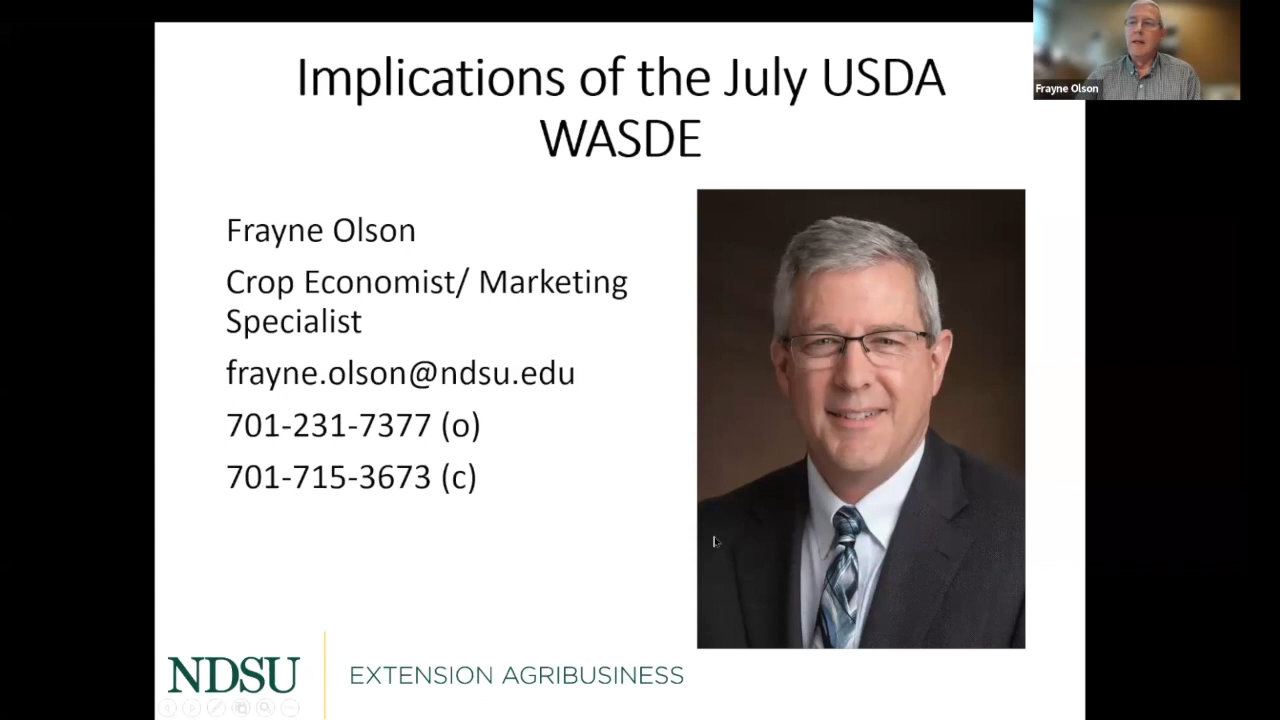 Implications of the July USDA
WASDE
Frayne Olson
Frayne Olson
Crop Economist/ Marketing
Specialist
frayne.olson@ndsu.edu
701-231-7377 (o)
701-715-3673 (c)
NDSU
EXTENSION AGRIBUSINESS